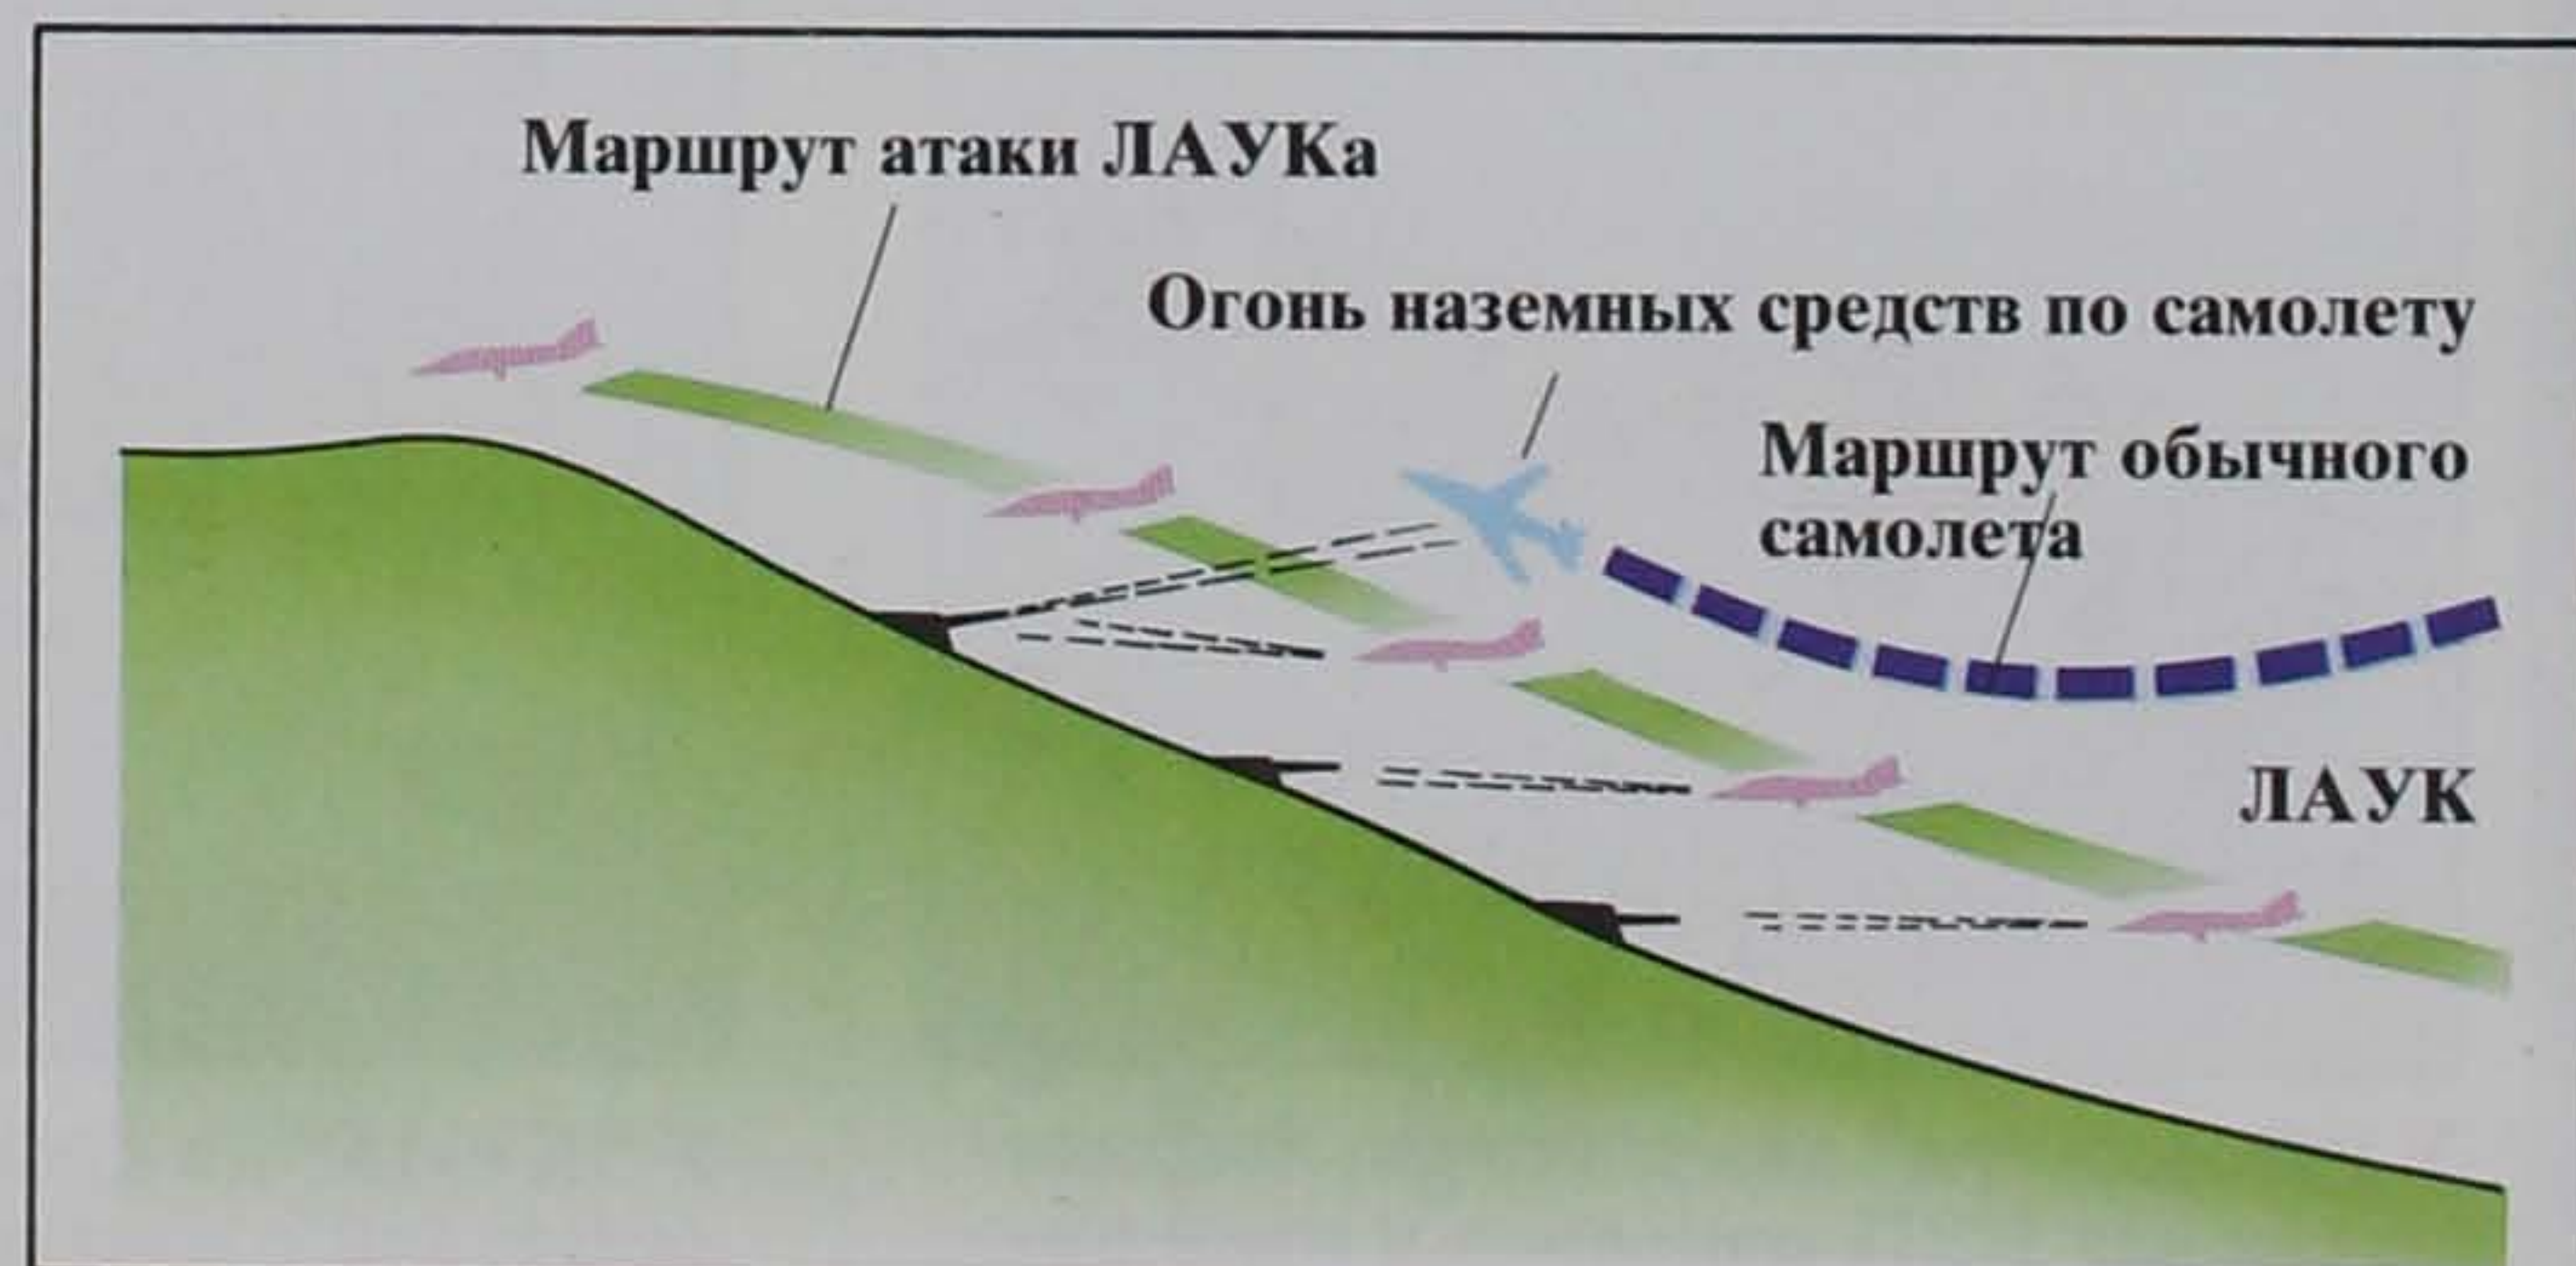 Маршрут атаки ЛАУКа
Огонь наземных средств по самолету
Маршрут обычного
самолета
ЛАУК